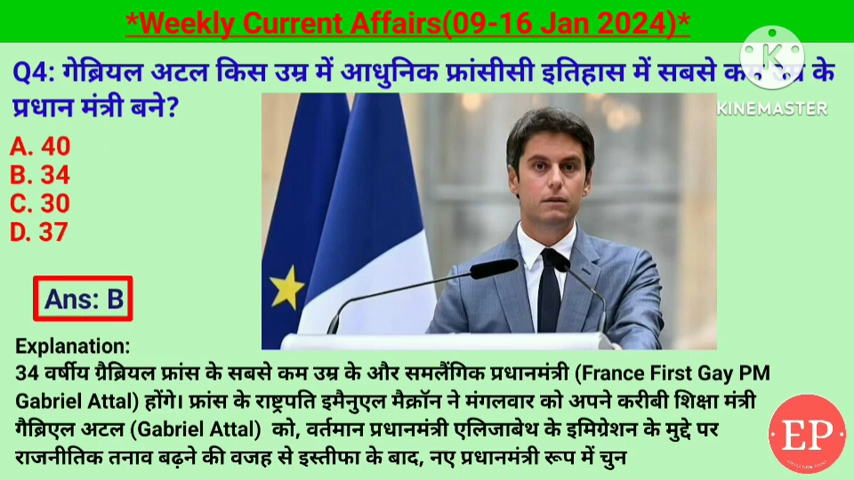 *Weekly Current Affairs(09-16 Jan 2024)*
Q4: गेब्रियल अटल किस उम्र में आधुनिक फ्रांसीसी इतिहास में सबसे कम उम्र के
प्रधान मंत्री बने?
KINEMASTER
A. 40
B. 34
C. 30
D. 37
Ans: B
Explanation:
34 वर्षीय ग्रैब्रियल फ्रांस के सबसे कम उम्र के और समलैंगिक प्रधानमंत्री (France First Gay PM
Gabriel Attal) होंगे। फ्रांस के राष्ट्रपति इमैनुएल मैक्रॉन ने मंगलवार को अपने करीबी शिक्षा मंत्री
गैब्रिएल अटल (Gabriel Attal) को, वर्तमान प्रधानमंत्री एलिजाबेथ के इमिग्रेशन के मुद्दे पर
राजनीतिक तनाव बढ़ने की वजह से इस्तीफा के बाद, नए प्रधानमंत्री रूप में चुन
EP